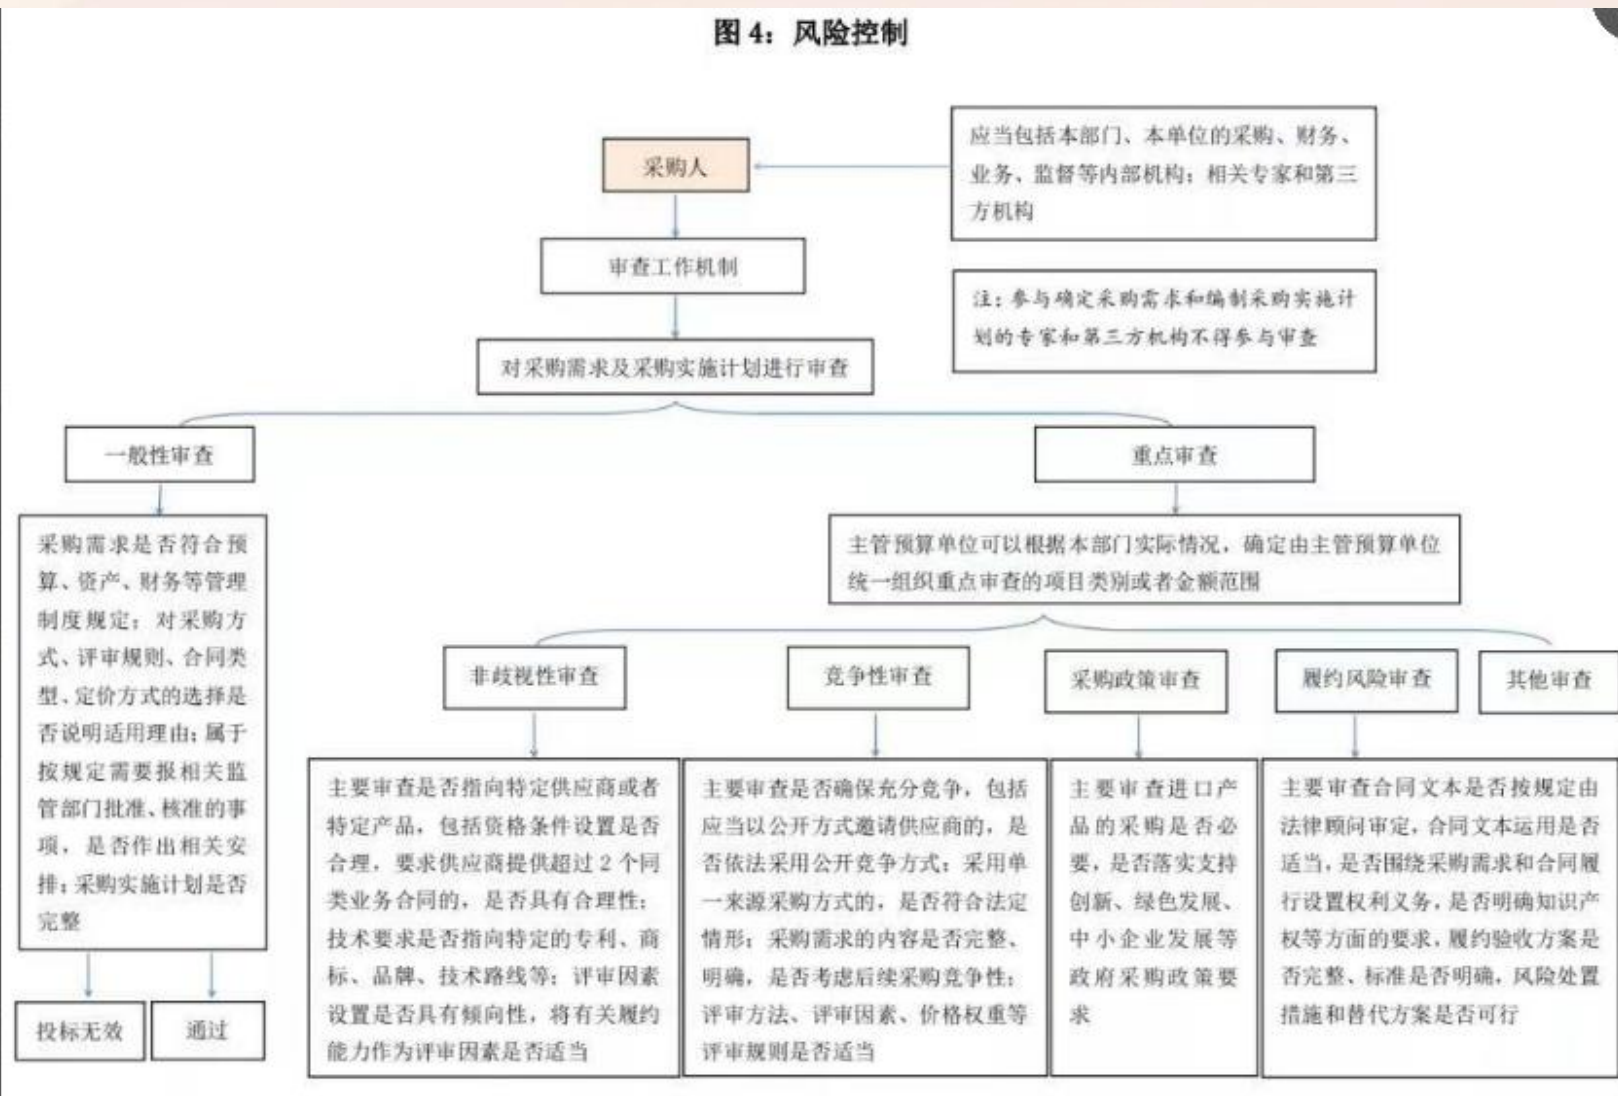 图 4：风险控制
采购人
应当包括本部门、本单位的采购、财务、
业务、监督等内部机构；相关专家和第三
方机构
审查工作机制
注：参与确定采购需求和编制采购实施计
划的专家和第三方机构不得参与审查
对采购需求及采购实施计划进行审查
一般性审查
重点审查
采购需求是否符合预
算、资产、财务等管理
制度规定；对采购方
式、评审规则、合同类
型、定价方式的选择是
否说明适用理由；属于
按规定需要报相关监
管部门批准、核准的事
项，是否作出相关安
排；采购实施计划是否
完整
投标无效
通过
主管预算单位可以根据本部门实际情况，确定由主管预算单位
统一组织重点审查的项目类别或者金额范围
非歧视性审查
竞争性审查
采购政策审查
履约风险审查
其他审查
主要审查是否指向特定供应商或者
特定产品，包括资格条件设置是否
合理，要求供应商提供超过 2 个同
类业务合同的，是否具有合理性；
技术要求是否指向特定的专利、商
标、品牌、技术路线等；评审因素
设置是否具有倾向性，将有关履约
能力作为评审因素是否适当
主要审查是否确保充分竞争，包括
应当以公开方式邀请供应商的，是
否依法采用公开竞争方式；采用单
一来源采购方式的，是否符合法定
情形；采购需求的内容是否完整、
明确，是否考虑后续采购竞争性；
评审方法、评审因素、价格权重等
评审规则是否适当
主要审查进口产
品的采购是否必
要，是否落实支持
创新、绿色发展、
中小企业发展等
政府采购政策要
求
主要审查合同文本是否按规定由
法律顾问审定，合同文本运用是否
适当，是否围绕采购需求和合同履
行设置权利义务，是否明确知识产
权等方面的要求，履约验收方案是
否完整、标准是否明确，风险处置
措施和替代方案是否可行